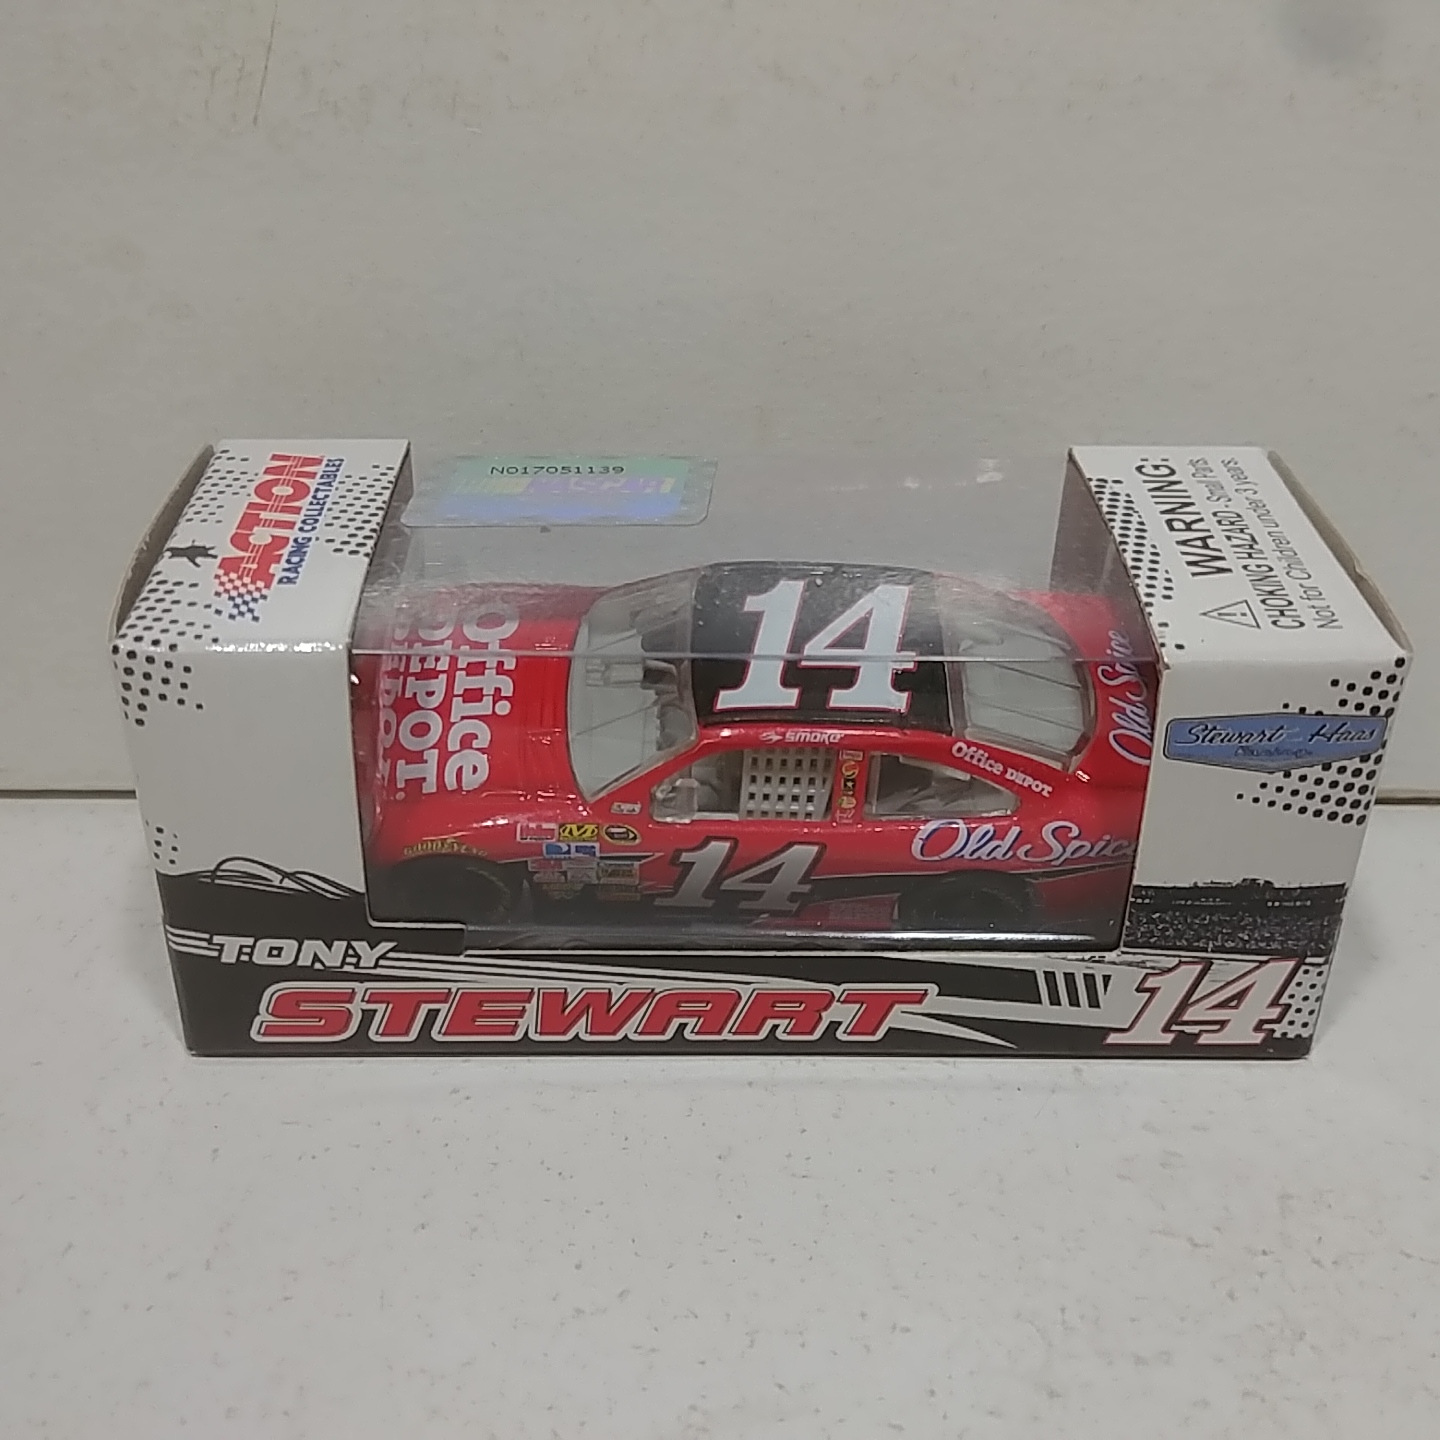 N017051139
NASCAR
ACTION
RACING COLLECTABLES
WARNING:
CHOKING HAZARD - Small Parts.
Not for Children under 3 years.
Office
DEPOT
14
SMOKE
Office DEPOT
Old Spice
Old Spice
GOODYEAR
14
Stewart Haas
TONY
STEWART
14